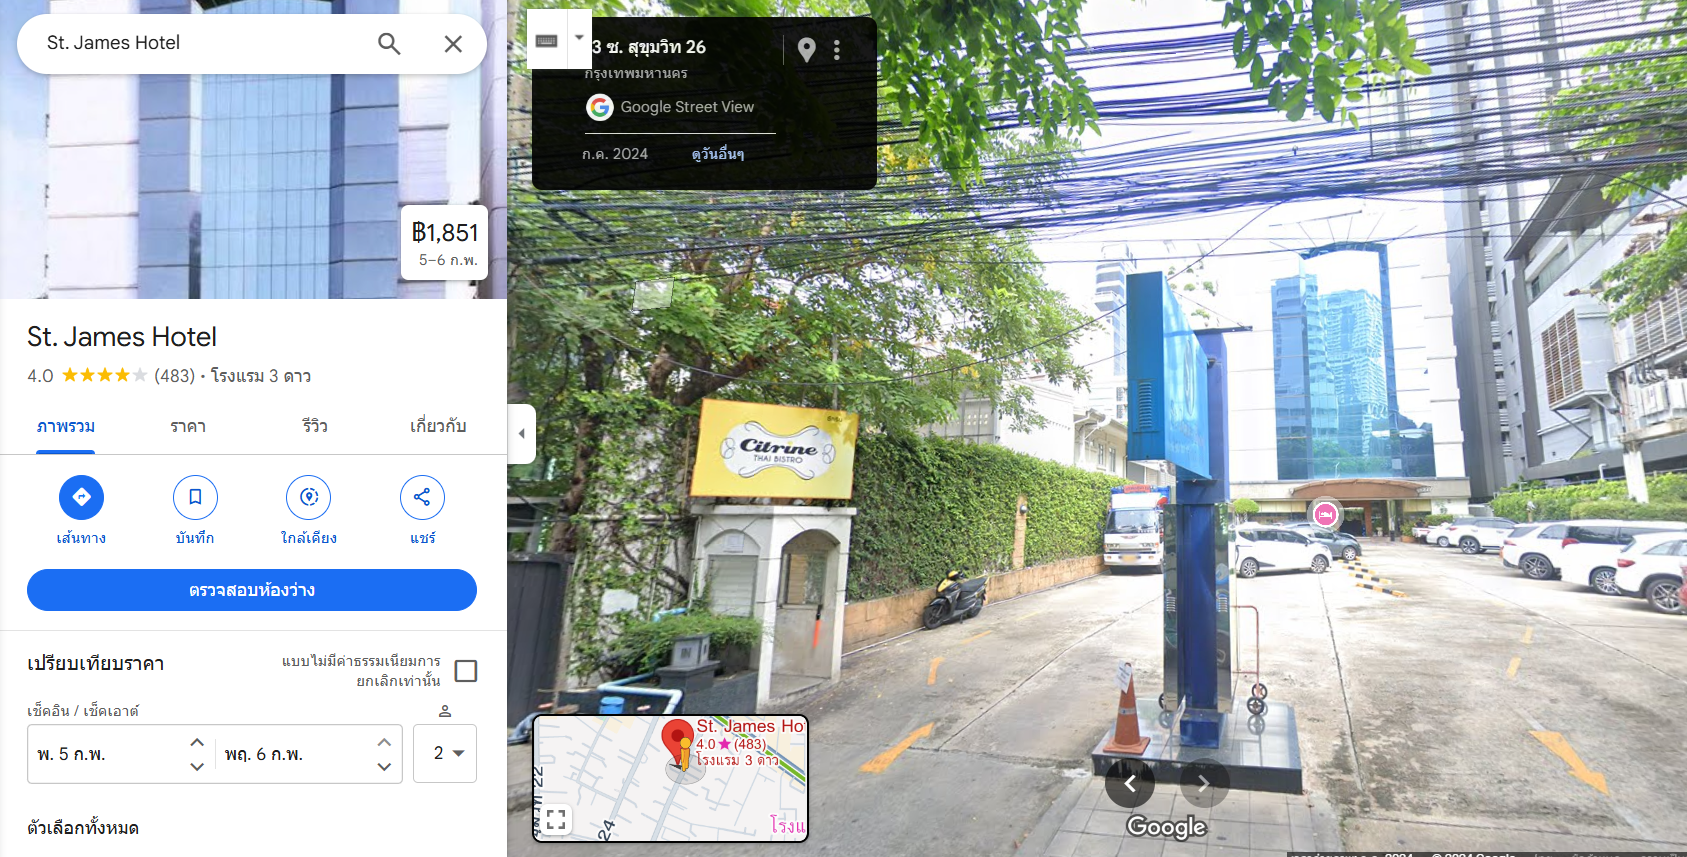 St. James Hotel
฿1,851
5–6 ก.พ.
St. James Hotel
4.0 (483) · โรงแรม 3 ดาว
ภาพรวม ราคา รีวิว เกี่ยวกับ
เส้นทาง บันทึก ใกล้เคียง แชร์
ตรวจสอบห้องว่าง
เปรียบเทียบราคา
แบบไม่มีค่าธรรมเนียมการ
ยกเลิกเท่านั้น
เช็คอิน / เช็คเอาต์
พ. 5 ก.พ. พฤ. 6 ก.พ. 2
ตัวเลือกทั้งหมด
3 ซ. สุขุมวิท 26
กรุงเทพมหานคร
Google Street View
ก.ค. 2024 ดูวันอื่นๆ
Citrine
THAI BISTRO
IN
St. James Ho
4.0 (483)
โรงแรม 3 ดาว
24
โรงแ
Google
© 2024 Google